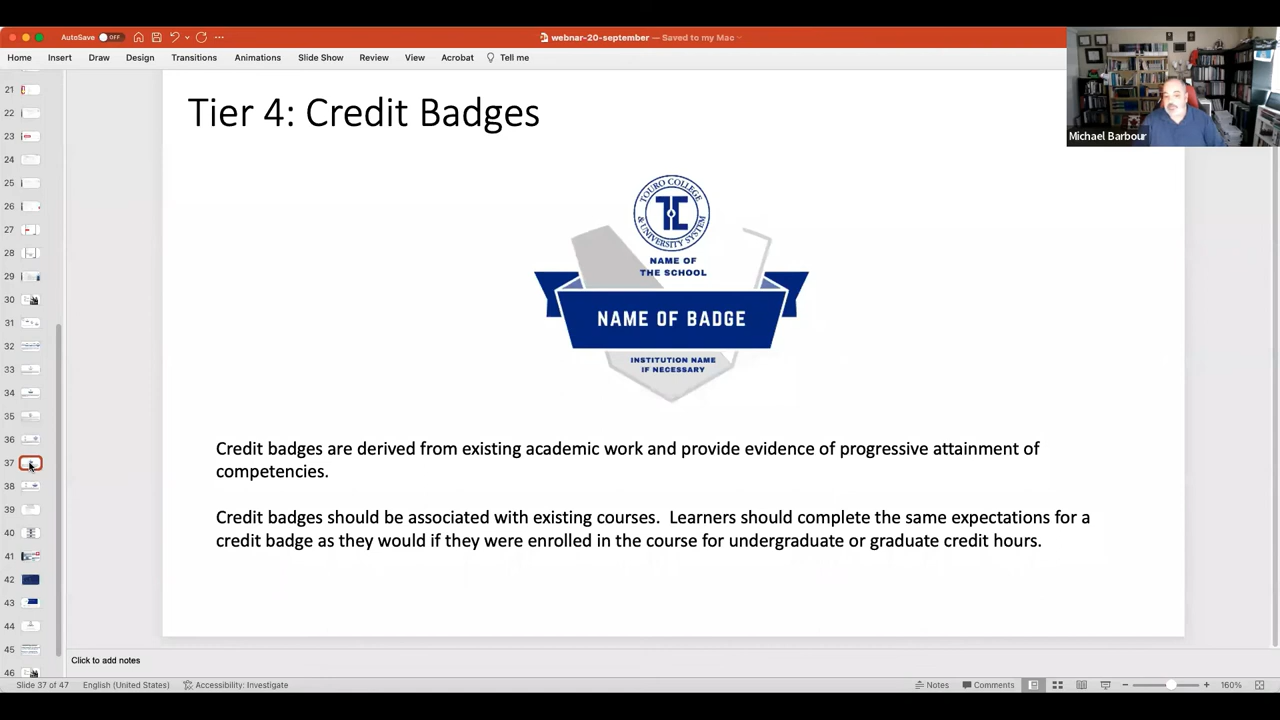 AutoSave OFF
webnar-20-september — Saved to my Mac
Home Insert Draw Design Transitions Animations Slide Show Review View Acrobat Tell me
Michael Barbour
21
22
23
24
25
26
27
28
29
30
31
32
33
34
35
36
37
38
39
40
41
42
43
44
45
46
Tier 4: Credit Badges
TOURO COLLEGE
& UNIVERSITY SYSTEM
TC
NAME OF
THE SCHOOL
NAME OF BADGE
INSTITUTION NAME
IF NECESSARY
Credit badges are derived from existing academic work and provide evidence of progressive attainment of
competencies.
Credit badges should be associated with existing courses. Learners should complete the same expectations for a
credit badge as they would if they were enrolled in the course for undergraduate or graduate credit hours.
Click to add notes
Slide 37 of 47 English (United States) Accessibility: Investigate Notes Comments 160%